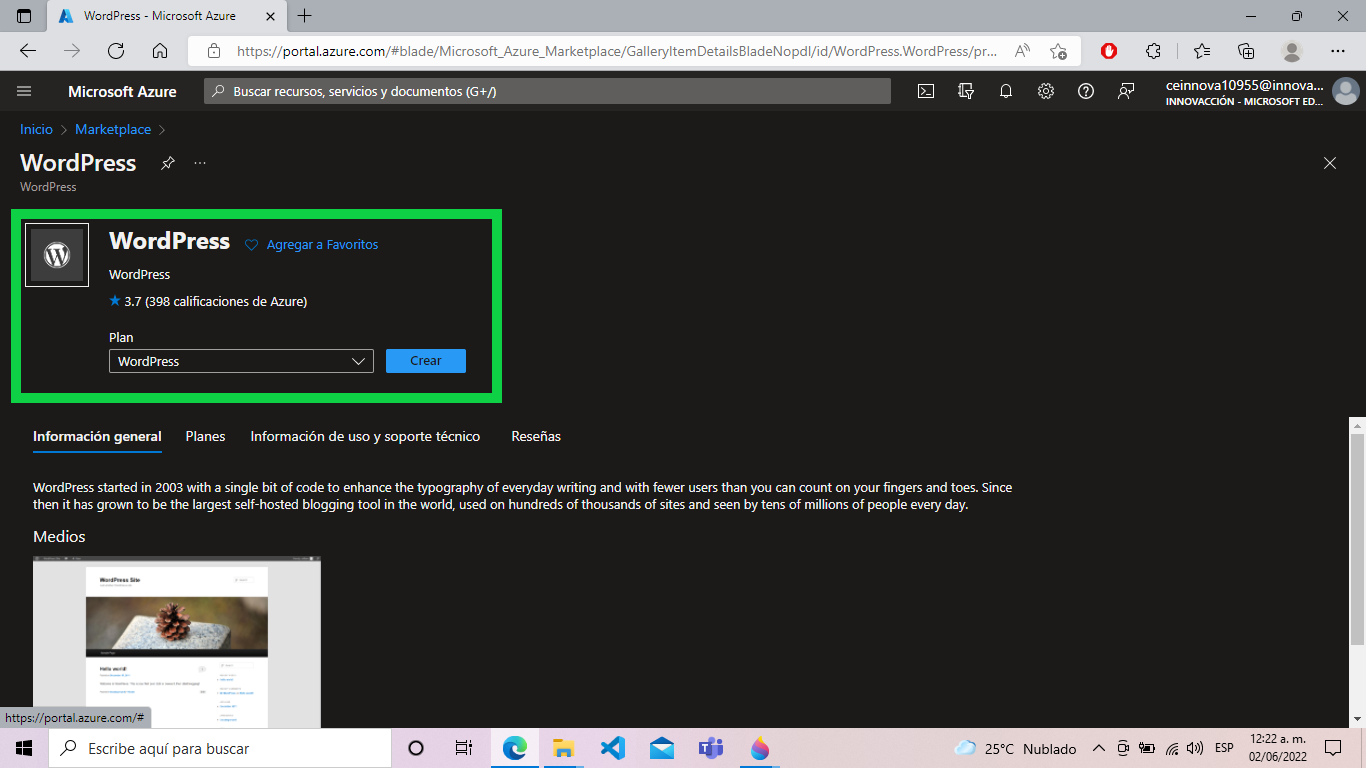 WordPress - Microsoft Azure
https://portal.azure.com/#blade/Microsoft_Azure_Marketplace/GalleryItemDetailsBladeNopdl/id/WordPress.WordPress/pr...
Microsoft Azure
Buscar recursos, servicios y documentos (G+/)
ceinnova10955@innova...
INNOVACCIÓN - MICROSOFT ED...
Inicio > Marketplace >
WordPress
WordPress
WordPress
Agregar a Favoritos
WordPress
3.7 (398 calificaciones de Azure)
Plan
WordPress
Crear
Información general Planes Información de uso y soporte técnico Reseñas
WordPress started in 2003 with a single bit of code to enhance the typography of everyday writing and with fewer users than you can count on your fingers and toes. Since
then it has grown to be the largest self-hosted blogging tool in the world, used on hundreds of thousands of sites and seen by tens of millions of people every day.
Medios
WordPress Site
Hello world!
https://portal.azure.com/#
Escribe aquí para buscar
25°C Nublado
ESP
12:22 a. m.
02/06/2022